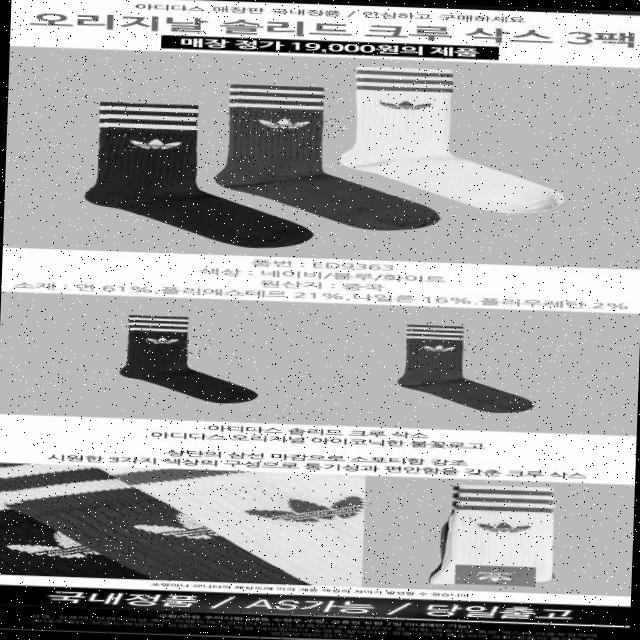 아디다스 매장판 국내정품 / 안심하고 구매하세요
오리지날 솔리드 크루 삭스 3팩
매장 정가 19,000원의 제품
품번 : ED9363
색상 : 네이비/동부/화이트
원산지 : 중국
소재 : 면 61%,폴리에스테르 21%,나일론 16%,폴리우레탄 2%
아디다스 솔리드 크루 삭스
아디다스 오리지널 아이코닉한 불꽃로고
상단의 삼선 마감으로 스포티함 강조
시원한 3가지 색상의 구성으로 통기성과 편안함을 갖춘 크루 삭스
국내정품 / AS가능 / 당일출고